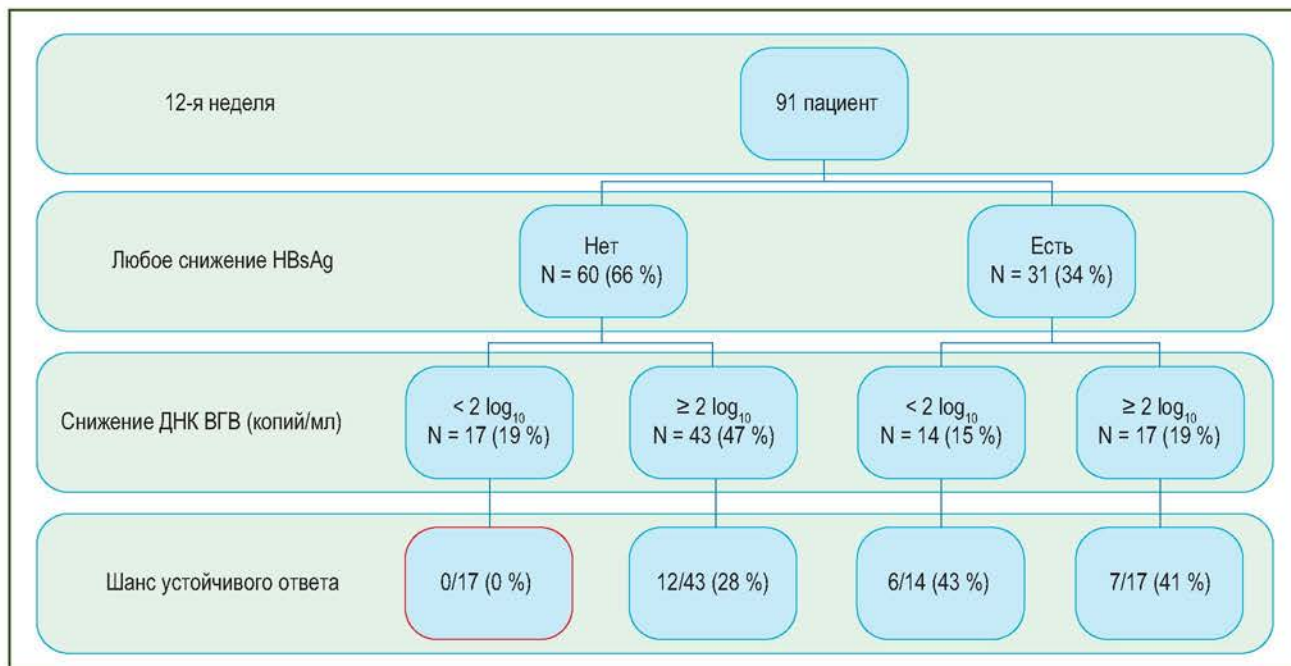 12-я неделя
91 пациент
Любое снижение HBsAg
Нет
N = 60 (66 %)
Есть
N = 31 (34 %)
Снижение ДНК ВГВ (копий/мл)
< 2 log₁₀
N = 17 (19 %)
≥ 2 log₁₀
N = 43 (47 %)
< 2 log₁₀
N = 14 (15 %)
≥ 2 log₁₀
N = 17 (19 %)
Шанс устойчивого ответа
0/17 (0 %)
12/43 (28 %)
6/14 (43 %)
7/17 (41 %)